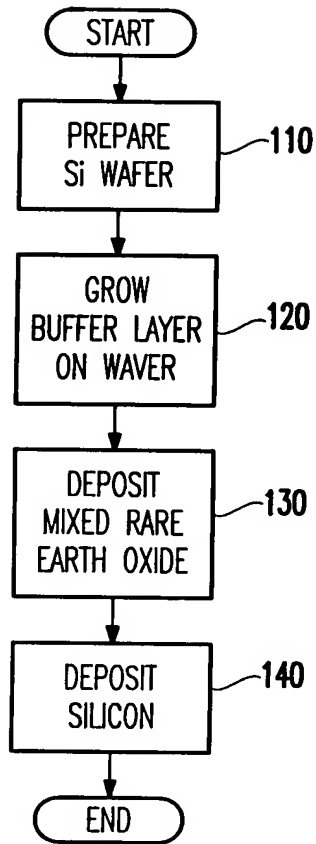 START
PREPARE
Si WAFER
110
GROW
BUFFER LAYER
ON WAVER
120
DEPOSIT
MIXED RARE
EARTH OXIDE
130
DEPOSIT
SILICON
140
END